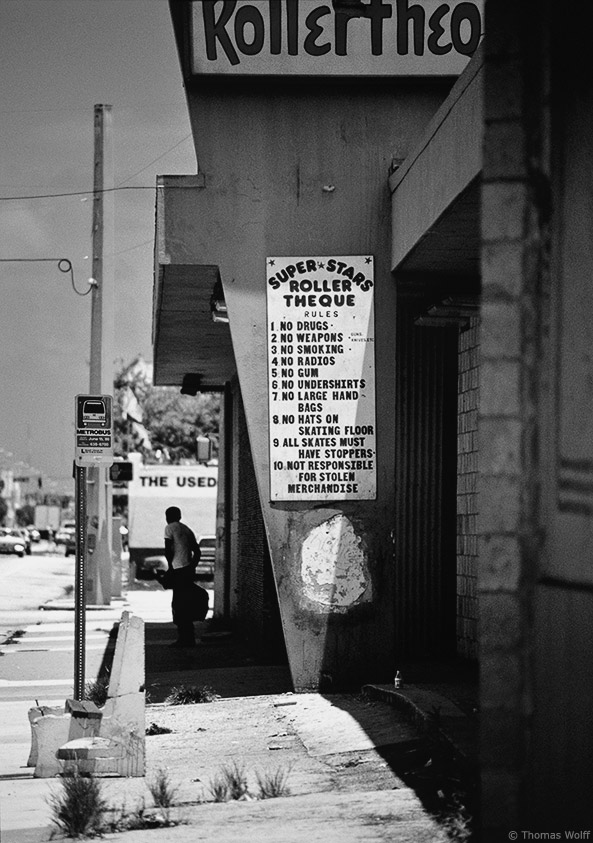 Rollertheq
SUPER★STARS
ROLLER
THEQUE
RULES
1 NO DRUGS
2 NO WEAPONS
3 NO SMOKING
4 NO RADIOS
5 NO GUM
6 NO UNDERSHIRTS
7 NO LARGE HAND
BAGS
8 NO HATS ON
SKATING FLOOR
9 ALL SKATES MUST
HAVE STOPPERS
10 NOT RESPONSIBLE
FOR STOLEN
MERCHANDISE
METROBUS
THE USED
© Thomas Wolff